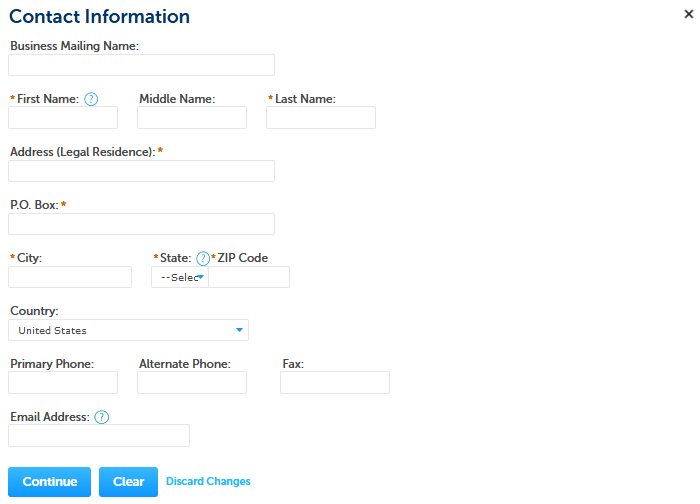 Contact Information
Business Mailing Name:
*First Name: ? Middle Name: *Last Name:
Address (Legal Residence):*
P.O. Box:*
*City: *State: ? *ZIP Code
--Selec
Country:
United States
Primary Phone: Alternate Phone: Fax:
Email Address: ?
Continue Clear Discard Changes